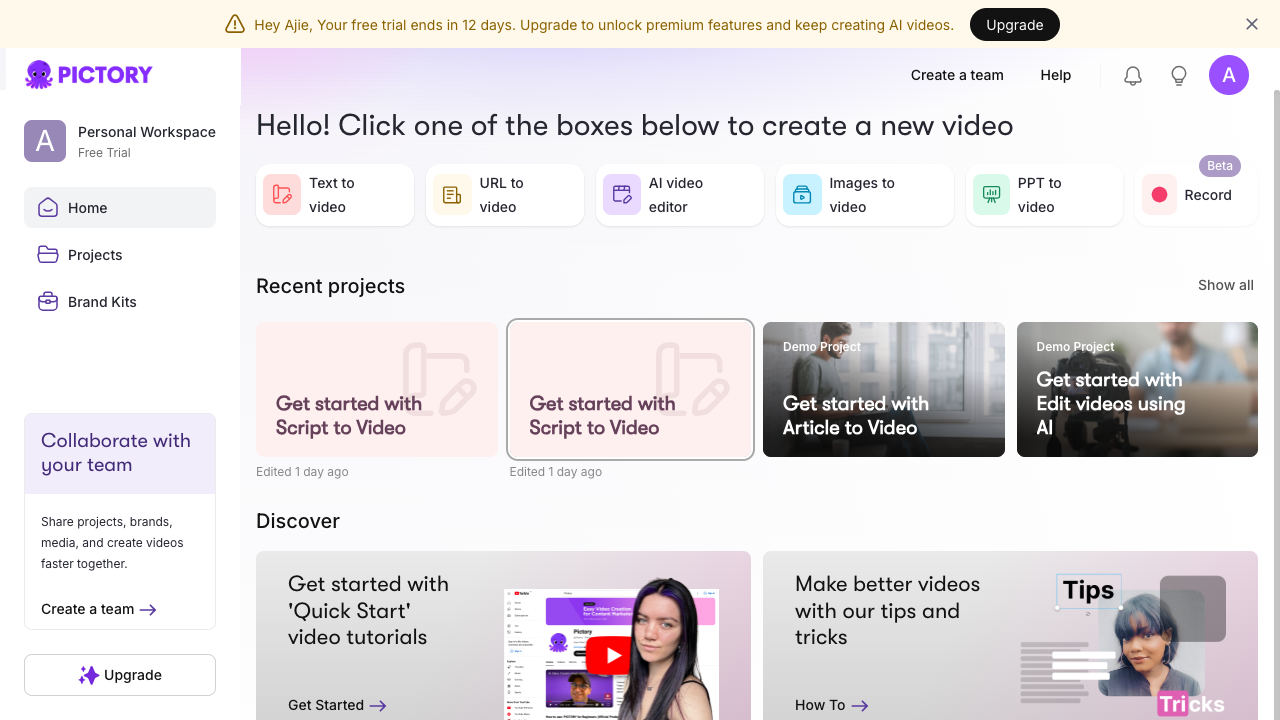 Hey Ajie, Your free trial ends in 12 days. Upgrade to unlock premium features and keep creating AI videos.
Upgrade
PICTORY
Create a team
Help
A
A
Personal Workspace
Free Trial
Home
Projects
Brand Kits
Collaborate with
your team
Share projects, brands,
media, and create videos
faster together.
Create a team
Upgrade
Hello! Click one of the boxes below to create a new video
Text to
video
URL to
video
AI video
editor
Images to
video
PPT to
video
Beta
Record
Recent projects
Show all
Get started with
Script to Video
Edited 1 day ago
Get started with
Script to Video
Edited 1 day ago
Demo Project
Get started with
Article to Video
Demo Project
Get started with
Edit videos using
AI
Discover
Get started with
'Quick Start'
video tutorials
Get Started
Easy Video Creation
For Content Marketers
Pictory
Make better videos
with our tips and
tricks
How To
Tips
Tricks